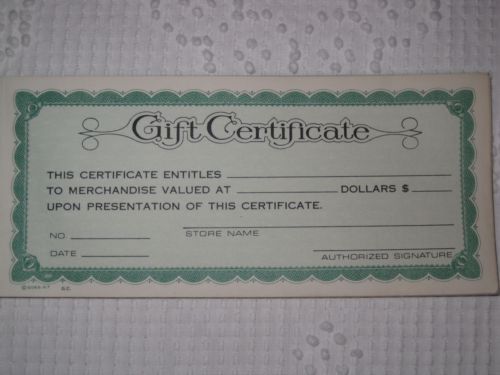 Gift Certificate
THIS CERTIFICATE ENTITLES
TO MERCHANDISE VALUED AT DOLLARS $
UPON PRESENTATION OF THIS CERTIFICATE.
NO. STORE NAME
DATE AUTHORIZED SIGNATURE
G.C.